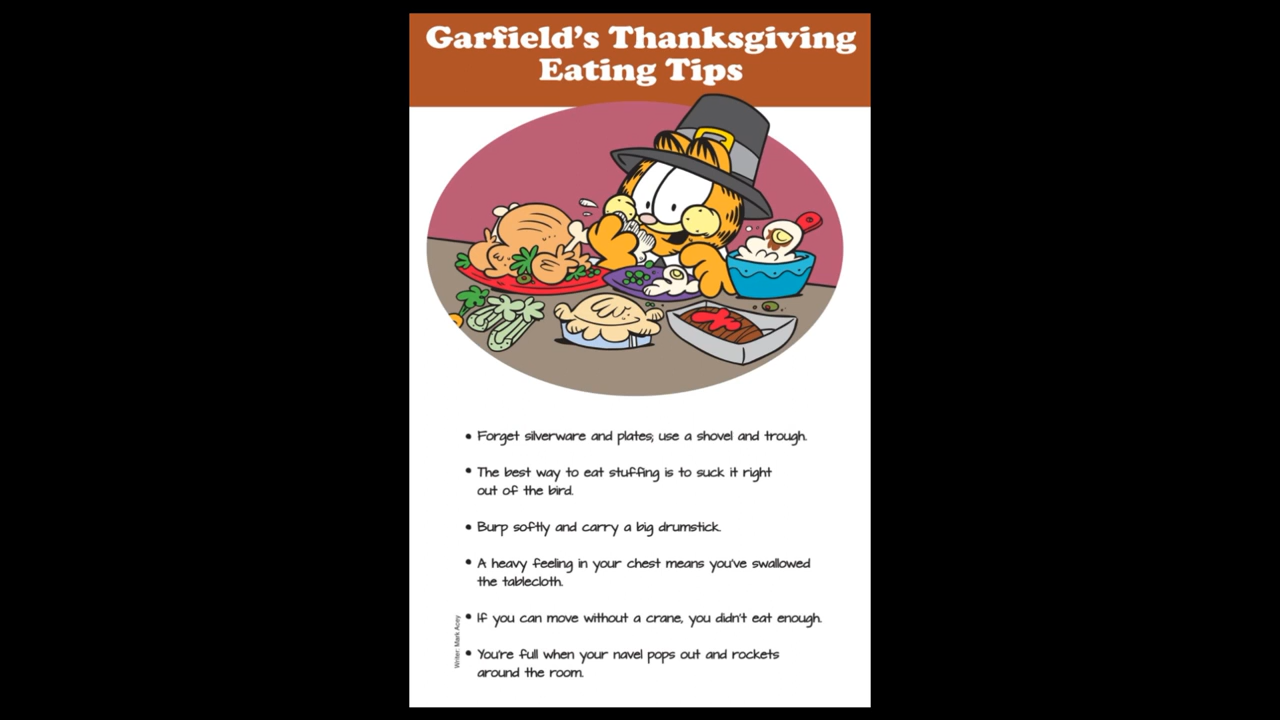 Garfield's Thanksgiving
Eating Tips
• Forget silverware and plates; use a shovel and trough.
• The best way to eat stuffing is to suck it right
out of the bird.
• Burp softly and carry a big drumstick.
• A heavy feeling in your chest means you've swallowed
the tablecloth.
• If you can move without a crane, you didn't eat enough.
• You're full when your navel pops out and rockets
around the room.
Writer: Mark Acey